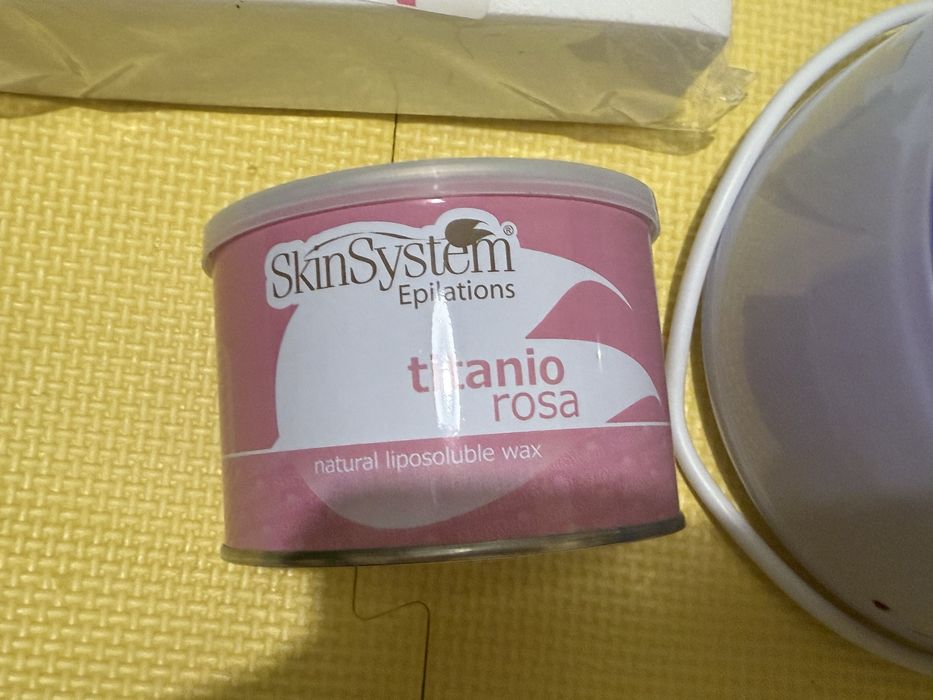 SkinSystem®
Epilations
titanio
rosa
natural liposoluble wax